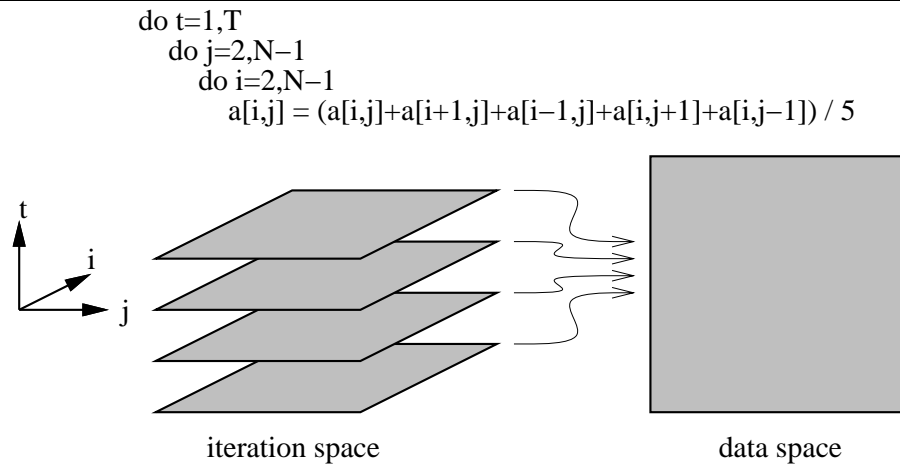 do t=1,T
do j=2,N−1
do i=2,N−1
a[i,j] = (a[i,j]+a[i+1,j]+a[i−1,j]+a[i,j+1]+a[i,j−1]) / 5
t
i
j
iteration space
data space